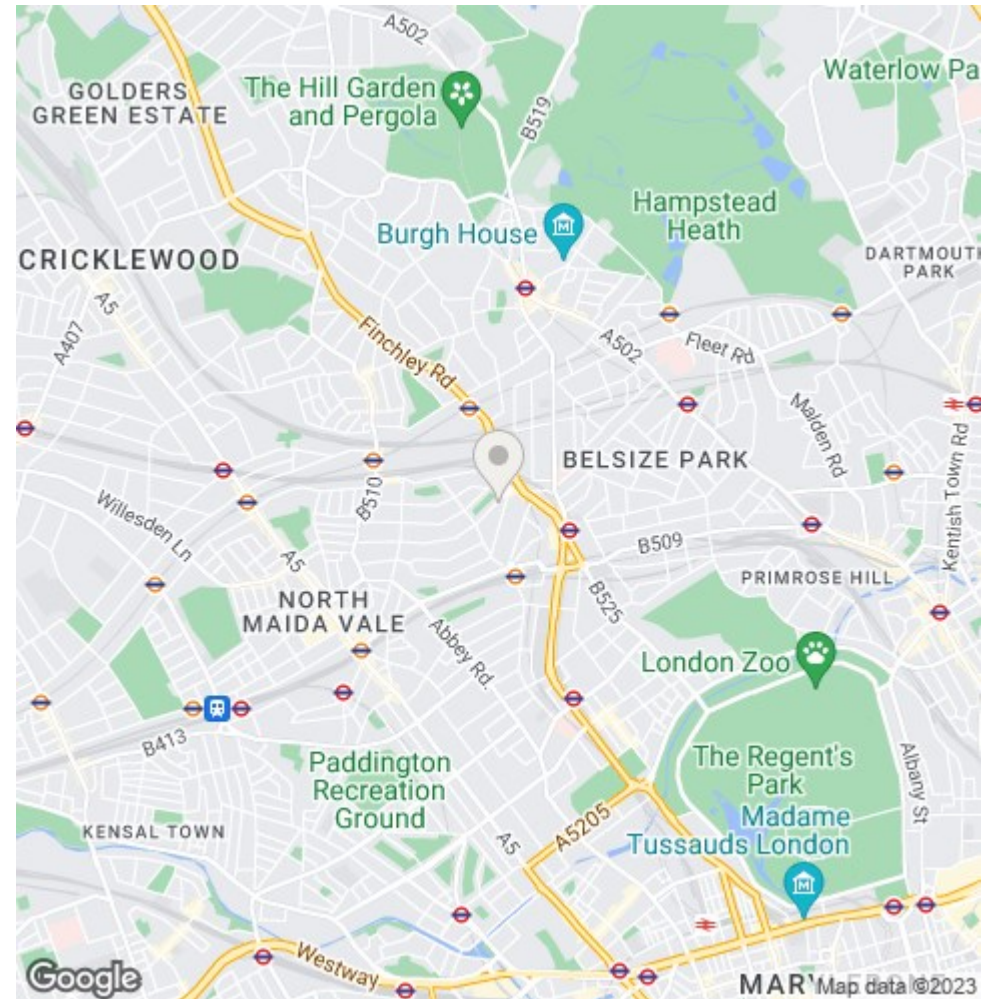 A502
GOLDERS
GREEN ESTATE
The Hill Garden
and Pergola
B519
Waterlow Pa
Burgh House
Hampstead
Heath
CRICKLEWOOD
DARTMOUTH
PARK
A5
A407
Finchley Rd
A502
Fleet Rd
Malden Rd
BELSIZE PARK
Kentish Town Rd
B510
Willesden Ln
A5
B509
PRIMROSE HILL
B525
NORTH
MAIDA VALE
Abbey Rd.
London Zoo
B413
The Regent's
Park
Albany St
Paddington
Recreation
Ground
KENSAL TOWN
A5
A5205
Madame
Tussauds London
Westway
Google
MAR
Map data ©2023